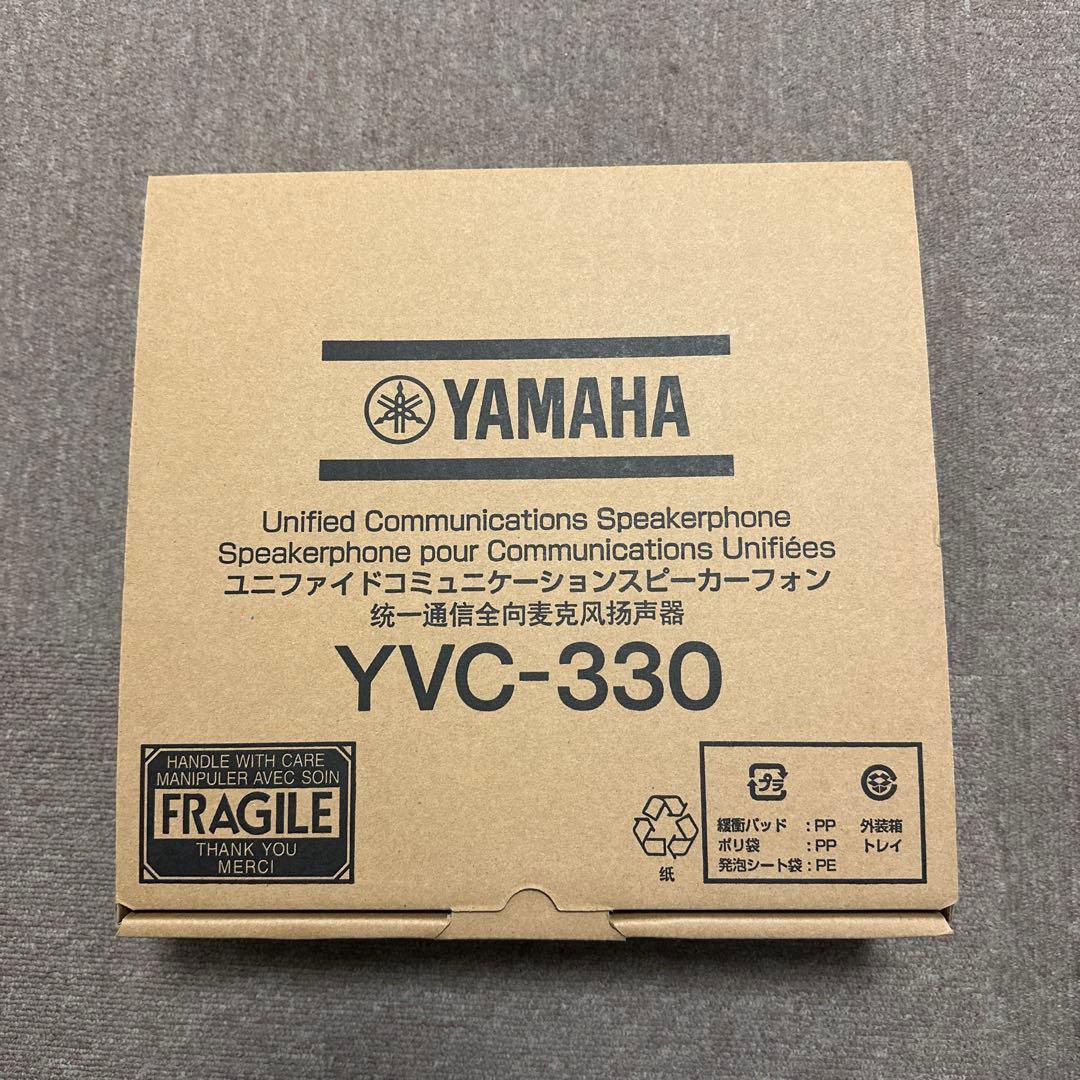 YAMAHA
Unified Communications Speakerphone
Speakerphone pour Communications Unifiées
ユニファイドコミュニケーションスピーカーフォン
统一通信全向麦克风扬声器
YVC-330
HANDLE WITH CARE
MANIPULER AVEC SOIN
FRAGILE
THANK YOU
MERCI
纸
プラ
緩衝パッド :PP
ポリ袋 :PP
発泡シート袋:PE
外装箱
トレイ